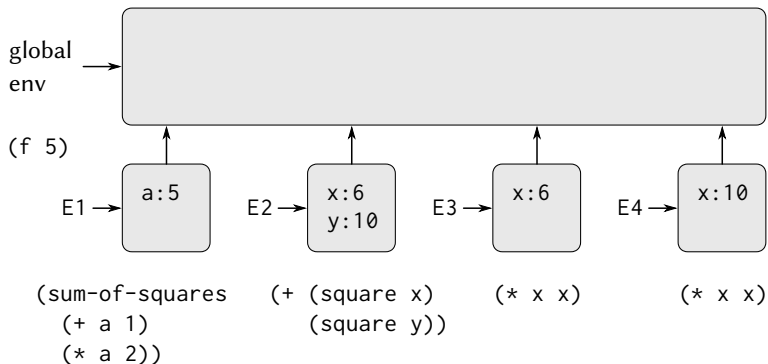 global
env
(f 5)
E1
a:5
E2
x:6
y:10
E3
x:6
E4
x:10
(sum-of-squares
(+ a 1)
(* a 2))
(+ (square x)
(square y))
(* x x)
(* x x)